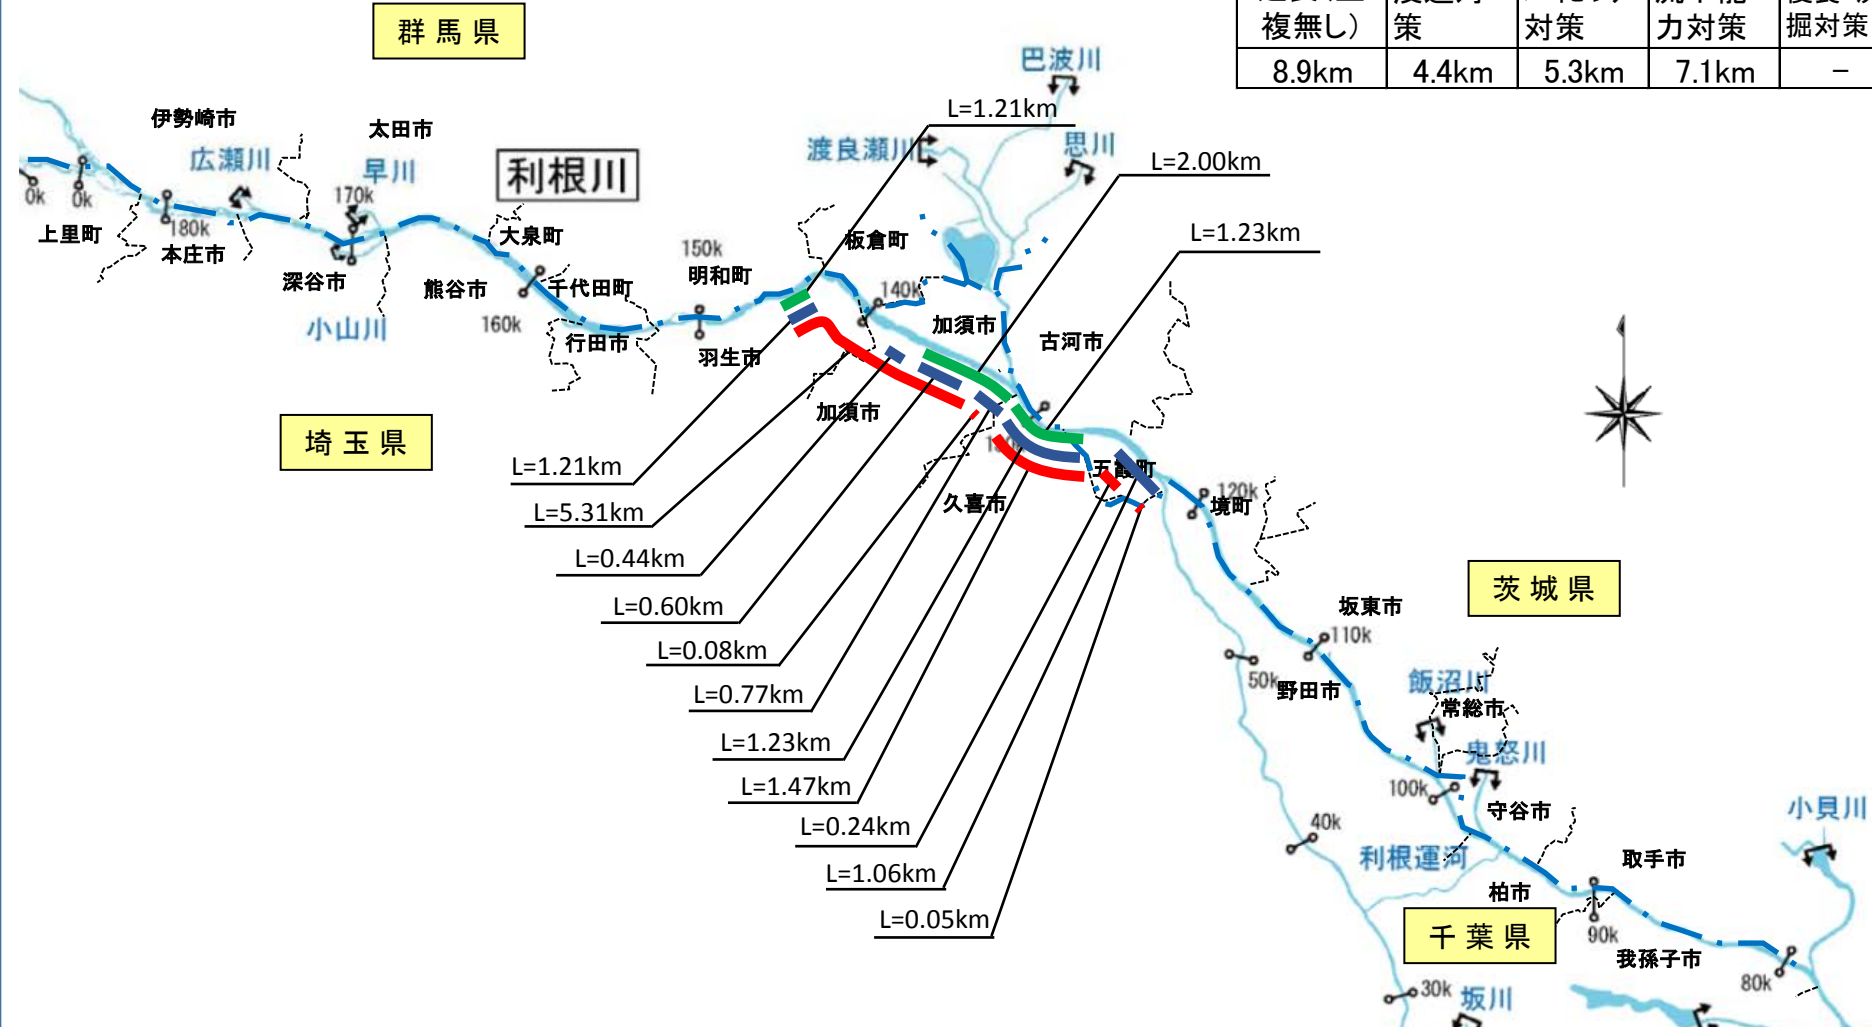 複無し）
策
対策
力対策
掘対策
8.9km
4.4km
5.3km
7.1km
−
群馬県
巴波川
伊勢崎市
太田市
L=1.21km
広瀬川
早川
利根川
渡良瀬川
思川
L=2.00km
0k
0k
170k
180k
上里町
本庄市
大泉町
150k
板倉町
L=1.23km
深谷市
熊谷市
千代田町
明和町
140k
小山川
160k
行田市
羽生市
加須市
古河市
加須市
埼玉県
L=1.21km
五霞町
久喜市
120k
境町
L=5.31km
L=0.44km
茨城県
L=0.60km
坂東市
110k
L=0.08km
50k
野田市
飯沼川
常総市
L=0.77km
L=1.23km
鬼怒川
L=1.47km
100k
守谷市
小貝川
L=0.24km
40k
利根運河
取手市
L=1.06km
柏市
L=0.05km
千葉県
90k
我孫子市
80k
30k
坂川